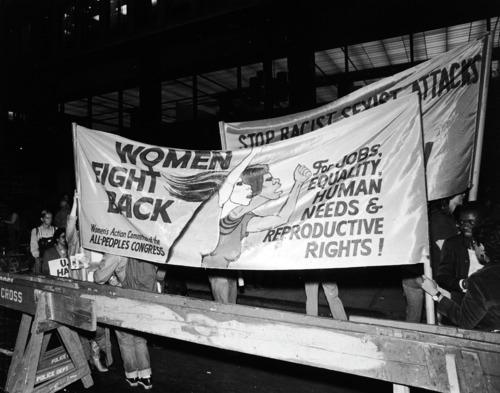 WOMEN
FIGHT
BACK
Women's Action Committee of the
ALL-PEOPLES CONGRESS
For JOBS,
EQUALITY,
HUMAN
NEEDS &
REPRODUCTIVE
RIGHTS!
STOP RACIST SEXIST ATTACKS
CROSS
POLICE
POLICE DEPT